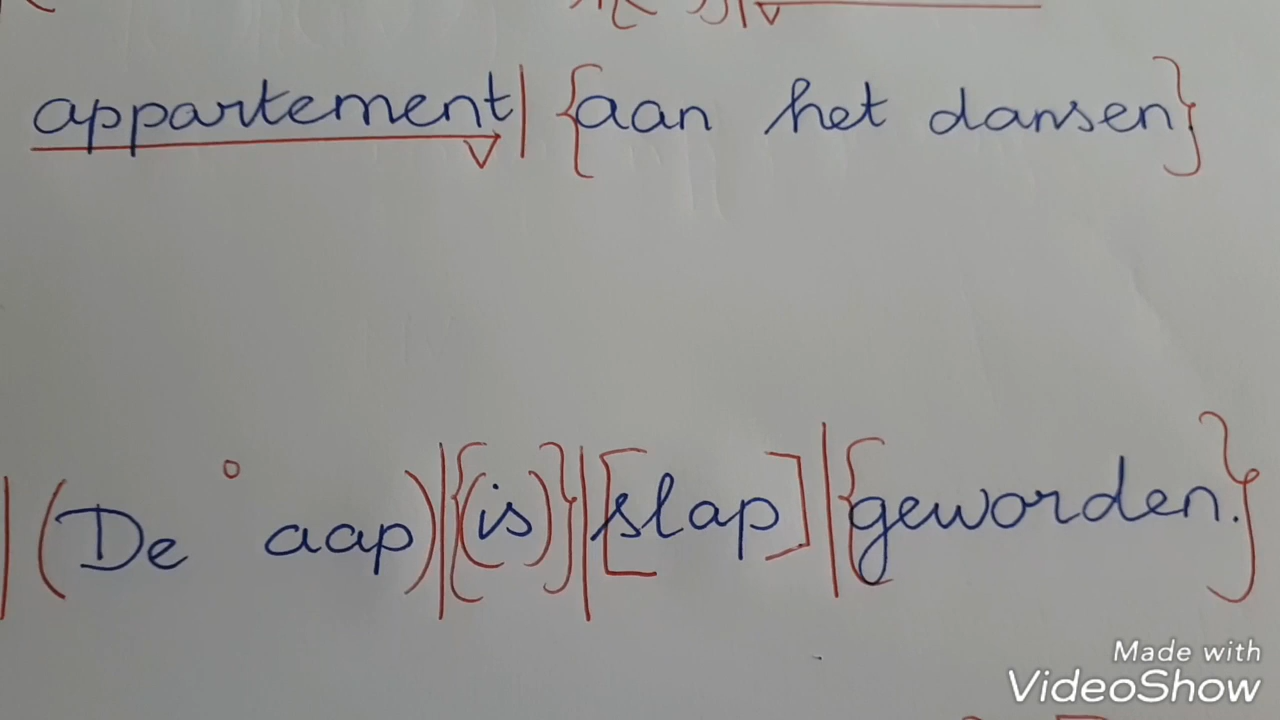 appartement| {aan het dansen}
|(De aap)|{(is)}|[slap]|{geworden.}
Made with
VideoShow